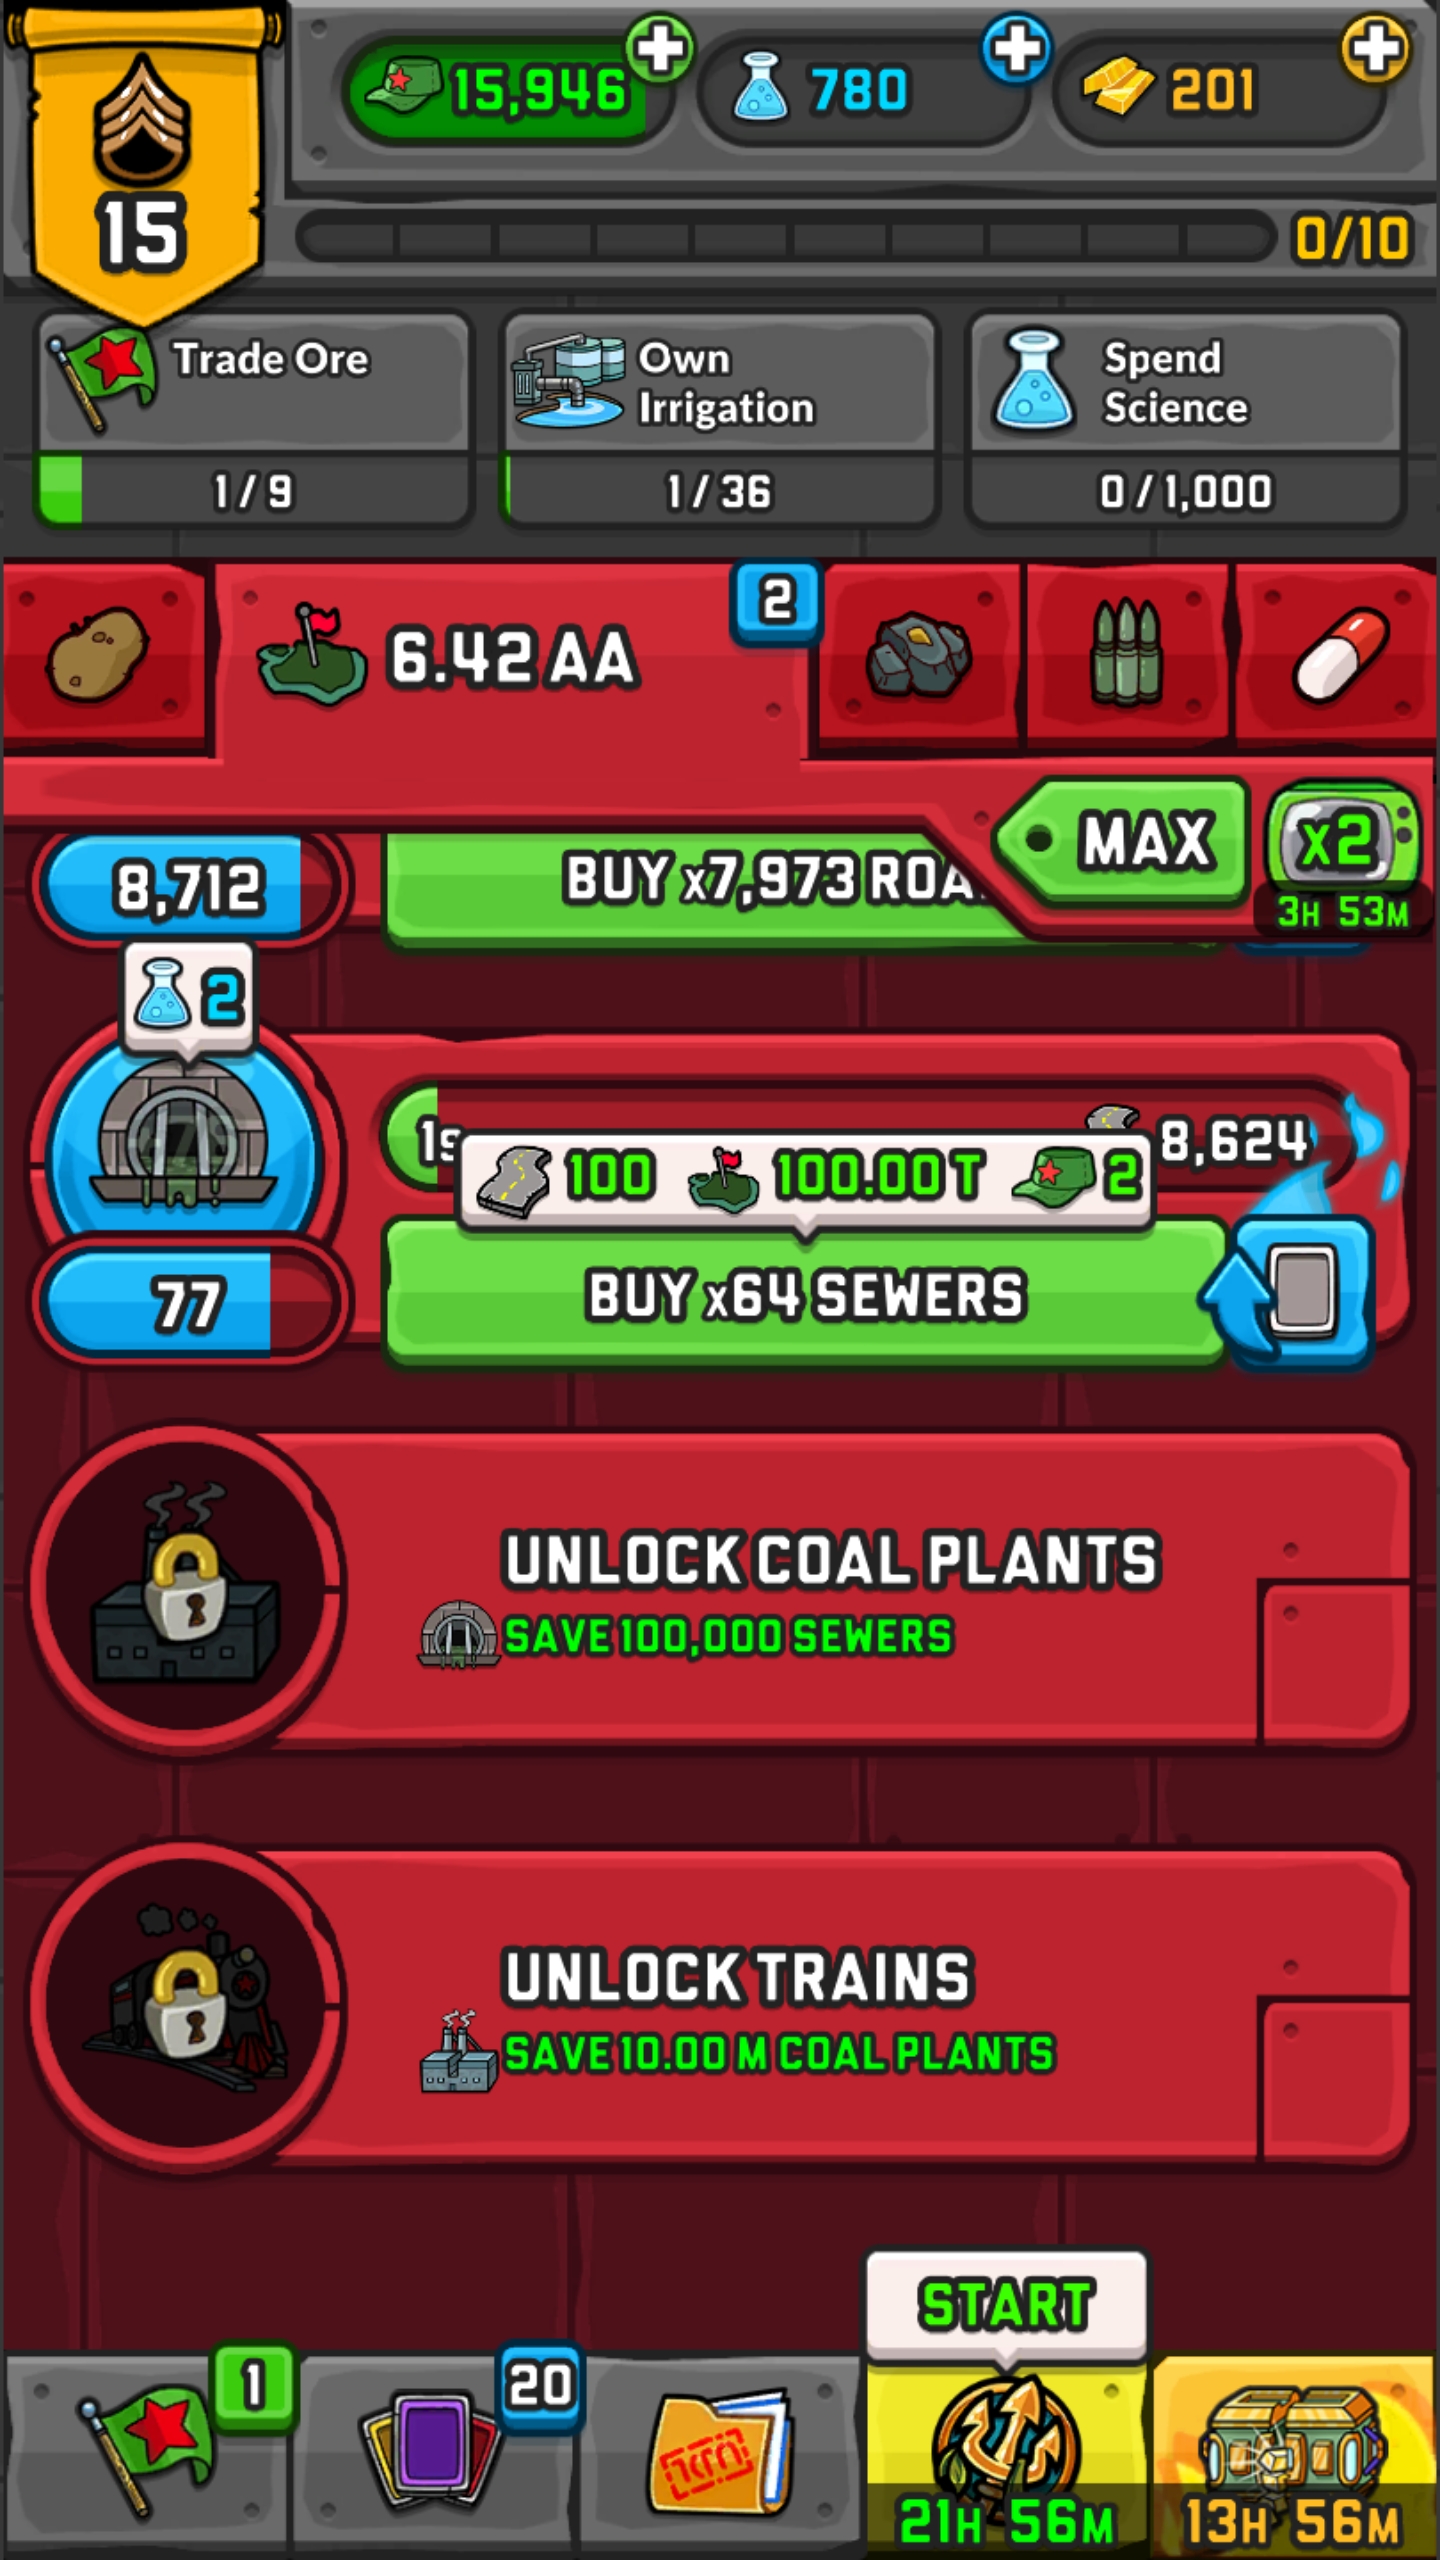 15,946
780
201
15
0/10
Trade Ore
1/9
Own
Irrigation
1/36
Spend
Science
0/1,000
6.42 AA
2
MAX
x2
3H 53M
8,712
BUY x7,973
2
1s
8,624
100
100.00 T
2
77
BUY x64 SEWERS
UNLOCK COAL PLANTS
SAVE 100,000 SEWERS
UNLOCK TRAINS
SAVE 10.00 M COAL PLANTS
START
1
20
21H 56M
13H 56M